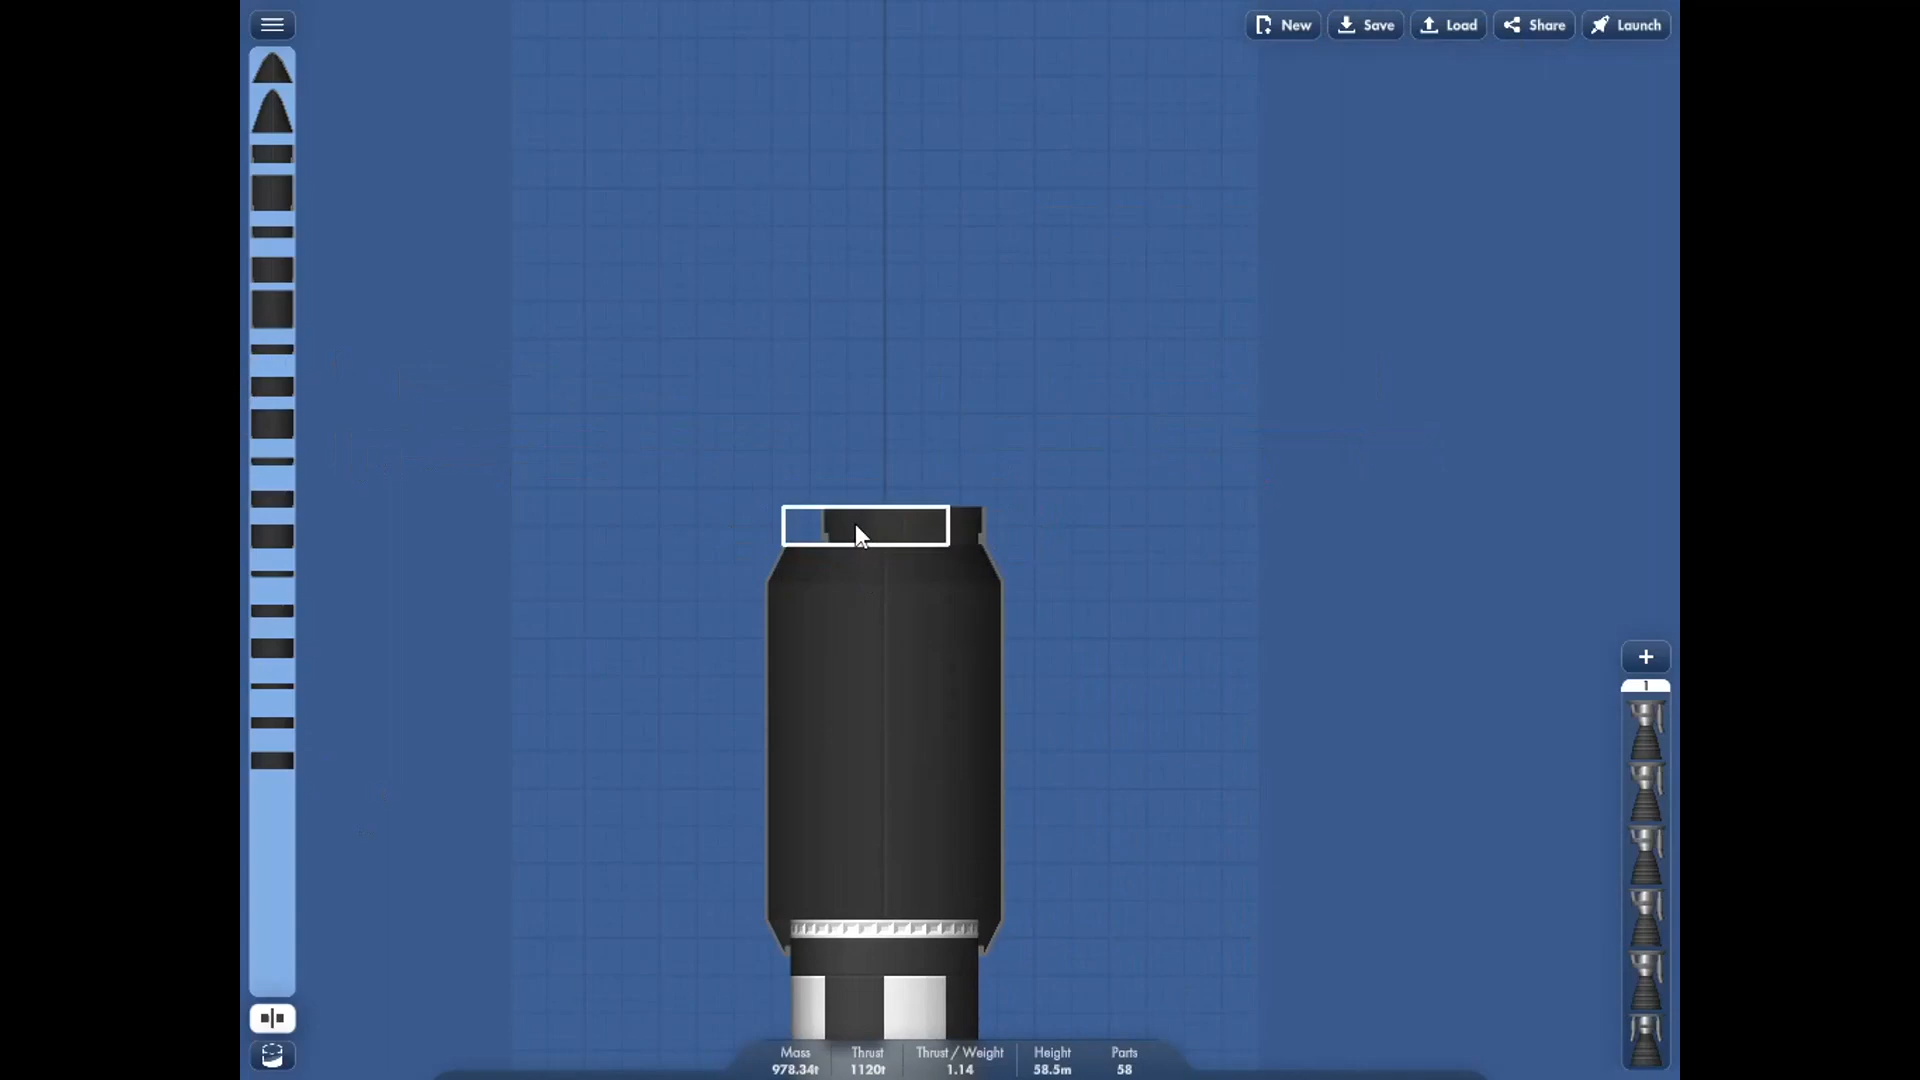 New Save Load Share Launch
1
Mass Thrust Thrust / Weight Height Parts
978.34t 1120t 1.14 58.5m 58